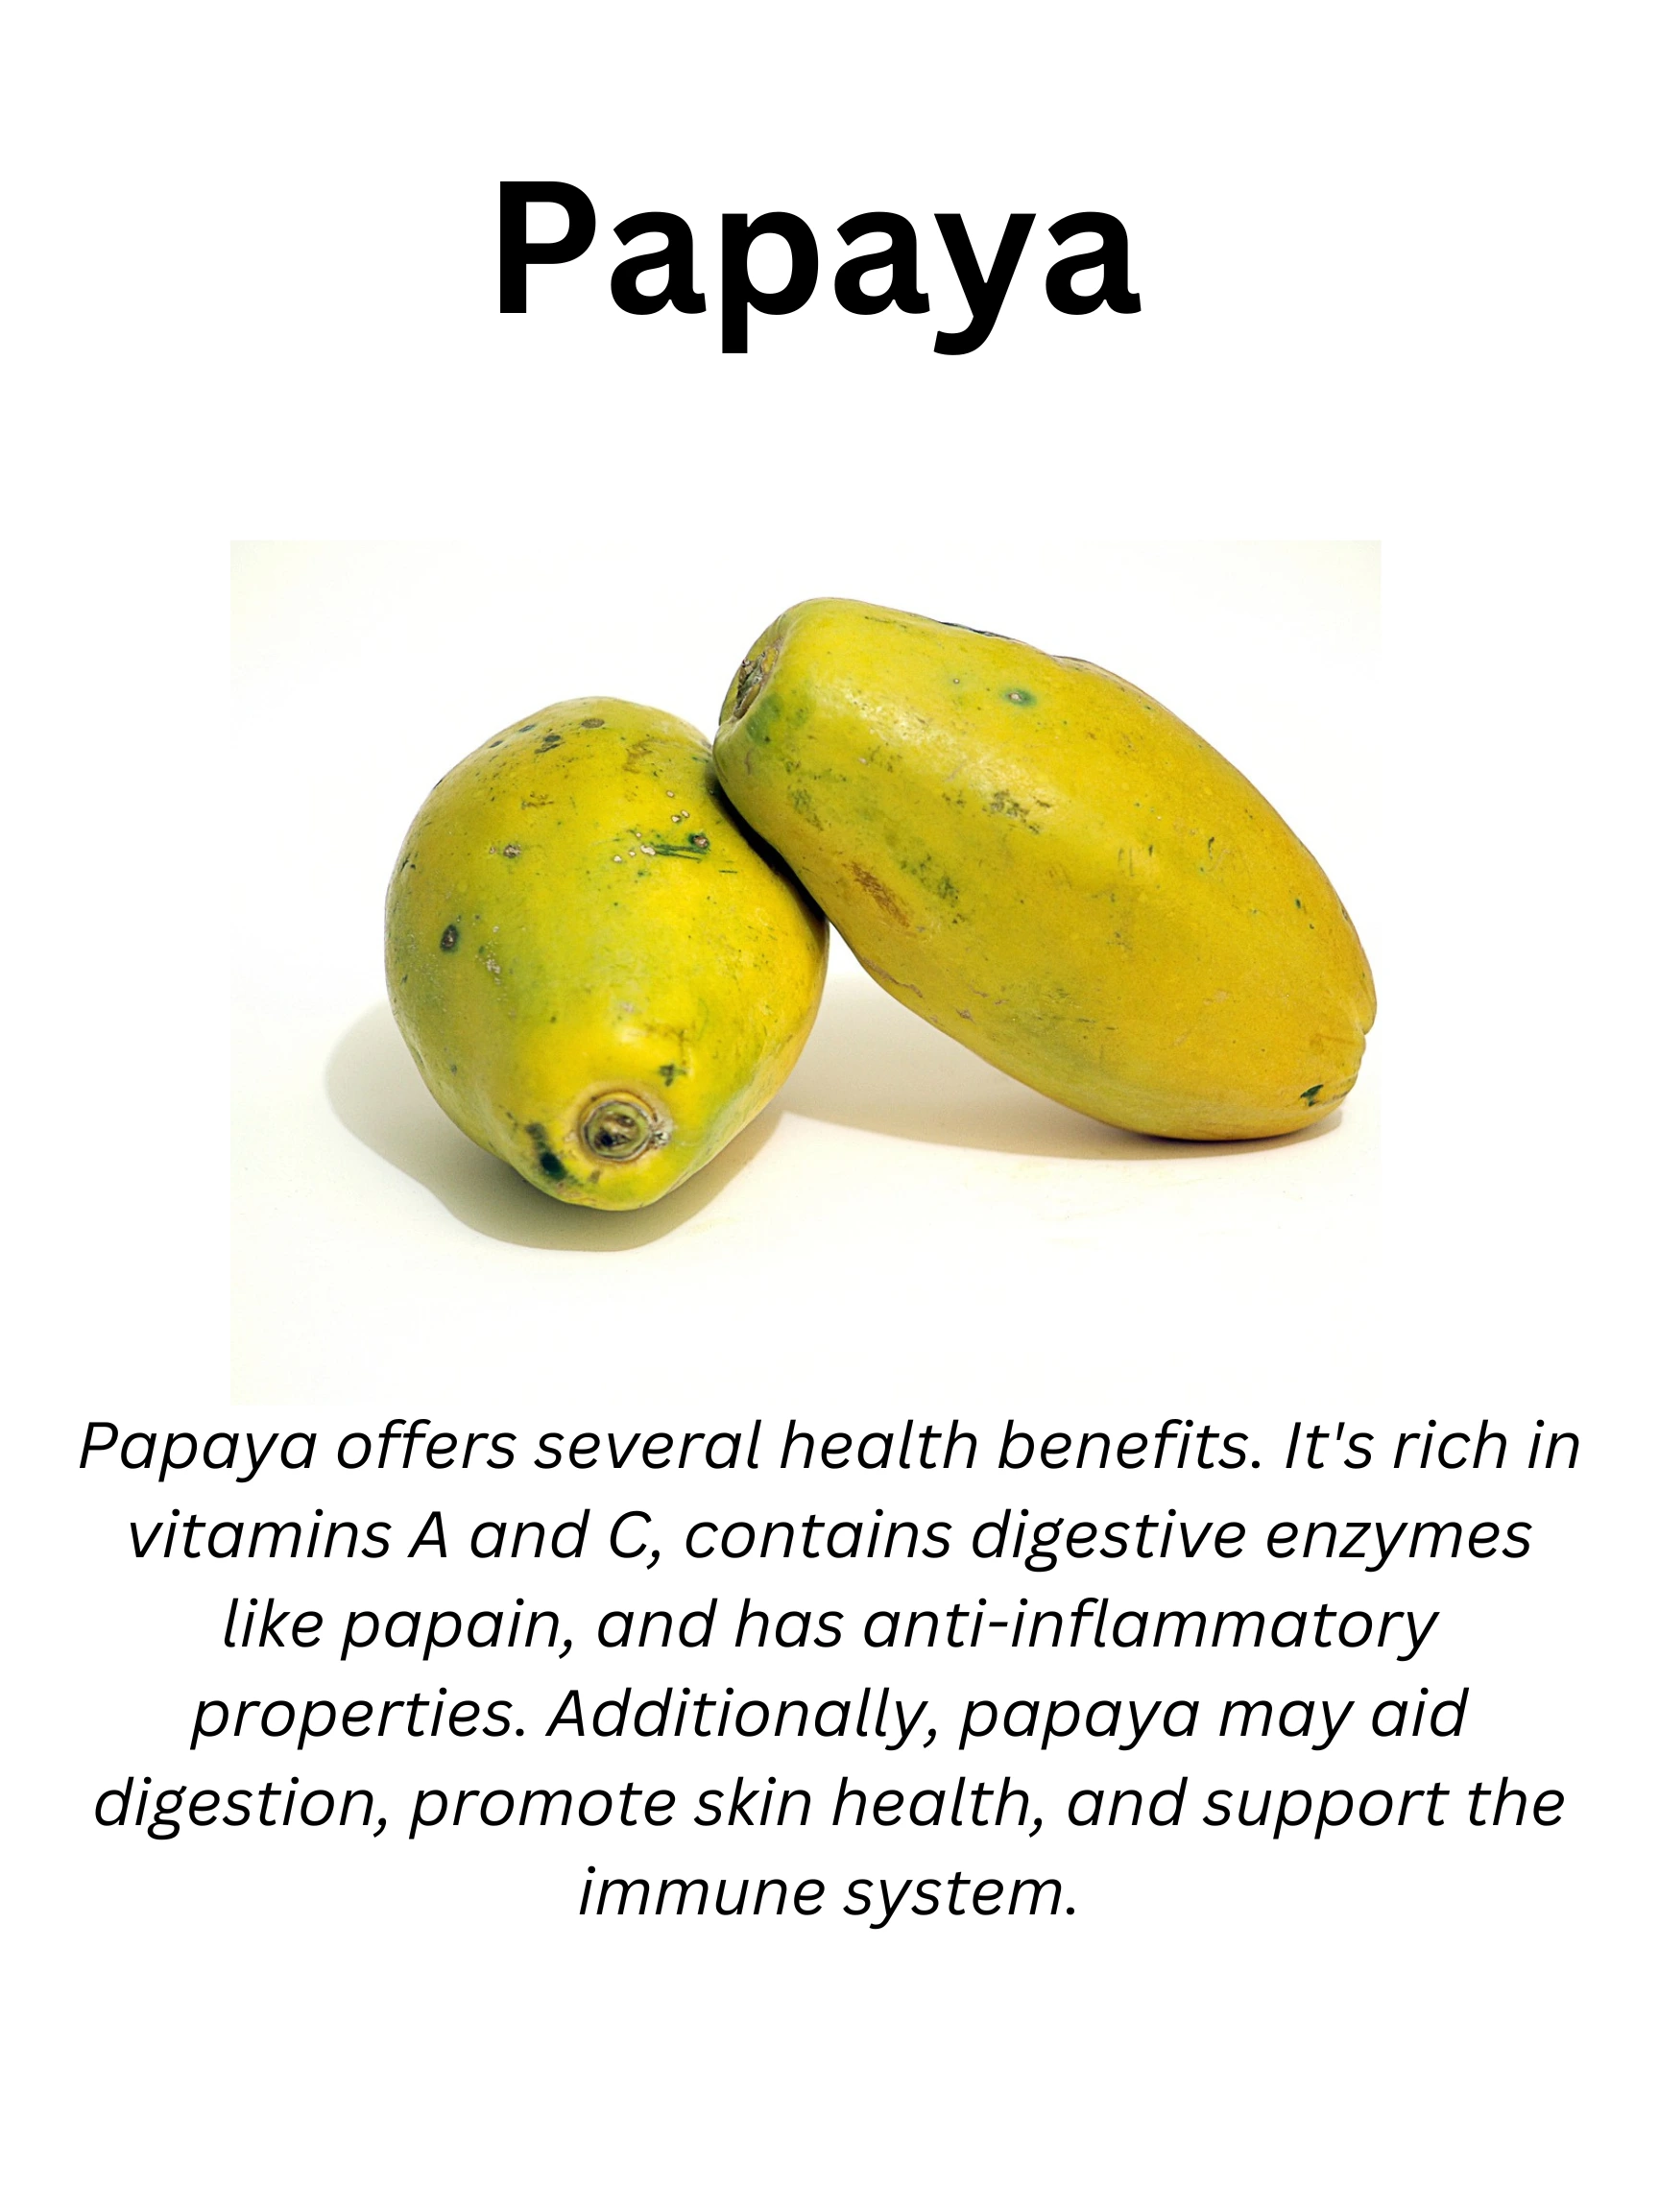 Papaya
Papaya offers several health benefits. It's rich in
vitamins A and C, contains digestive enzymes
like papain, and has anti-inflammatory
properties. Additionally, papaya may aid
digestion, promote skin health, and support the
immune system.